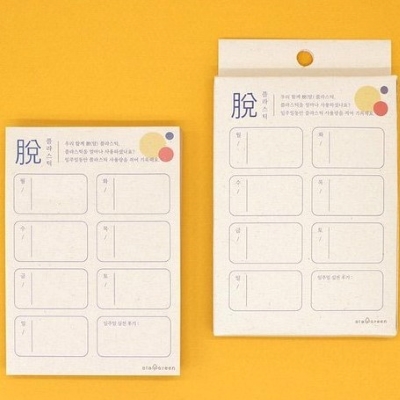 脫
플라스틱
우리 함께 脫(탈) 플라스틱,
플라스틱을 얼마나 사용하셨나요?
일주일동안 플라스틱 사용량을 적어 기록해요
월
/
화
/
수
/
목
/
금
/
토
/
일
/
일주일 실천 후기 :
脫
플라스틱
우리 함께 脫(탈) 플라스틱,
플라스틱을 얼마나 사용하셨나요?
일주일동안 플라스틱 사용량을 적어 기록해요
월
/
화
/
수
/
목
/
금
/
토
/
일
/
일주일 실천 후기 :